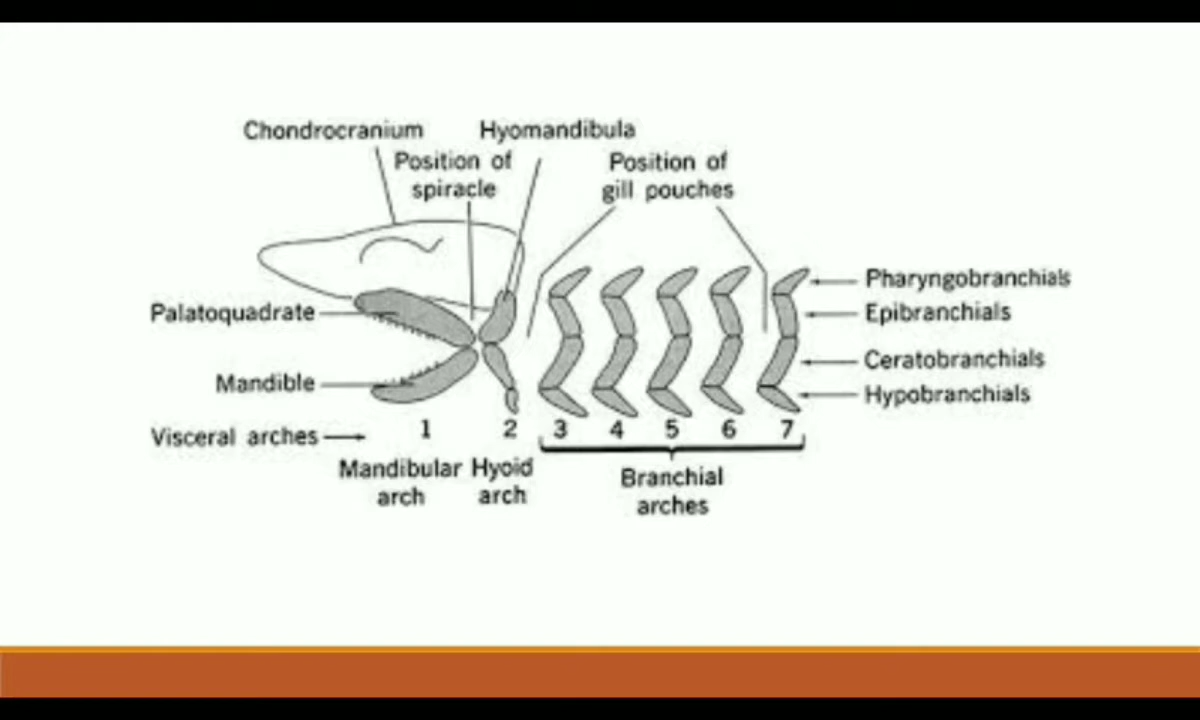 Chondrocranium
Hyomandibula
Position of
spiracle
Position of
gill pouches
Palatoquadrate
Mandible
Pharyngobranchials
Epibranchials
Ceratobranchials
Hypobranchials
Visceral arches
1 2 3 4 5 6 7
Mandibular
arch
Hyoid
arch
Branchial
arches